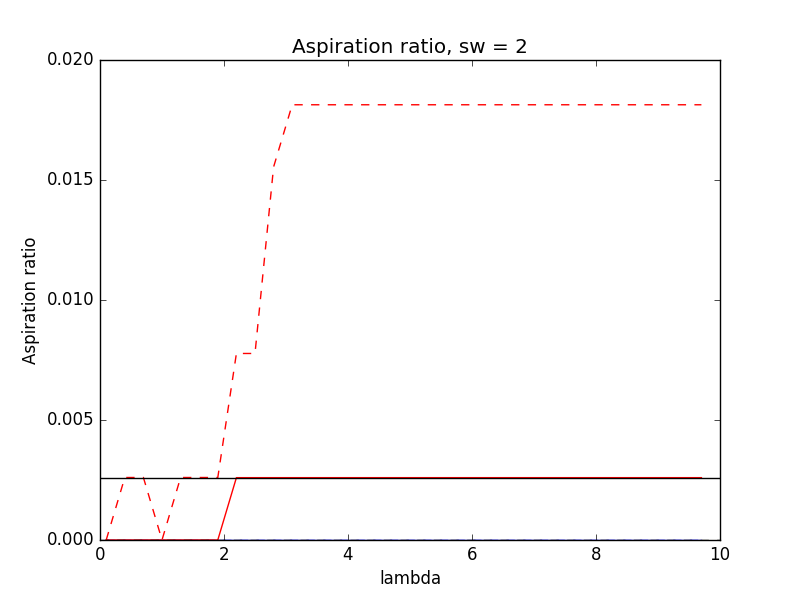 Aspiration ratio, sw = 2
0.020
0.015
0.010
0.005
0.000
Aspiration ratio
0 2 4 6 8 10
lambda